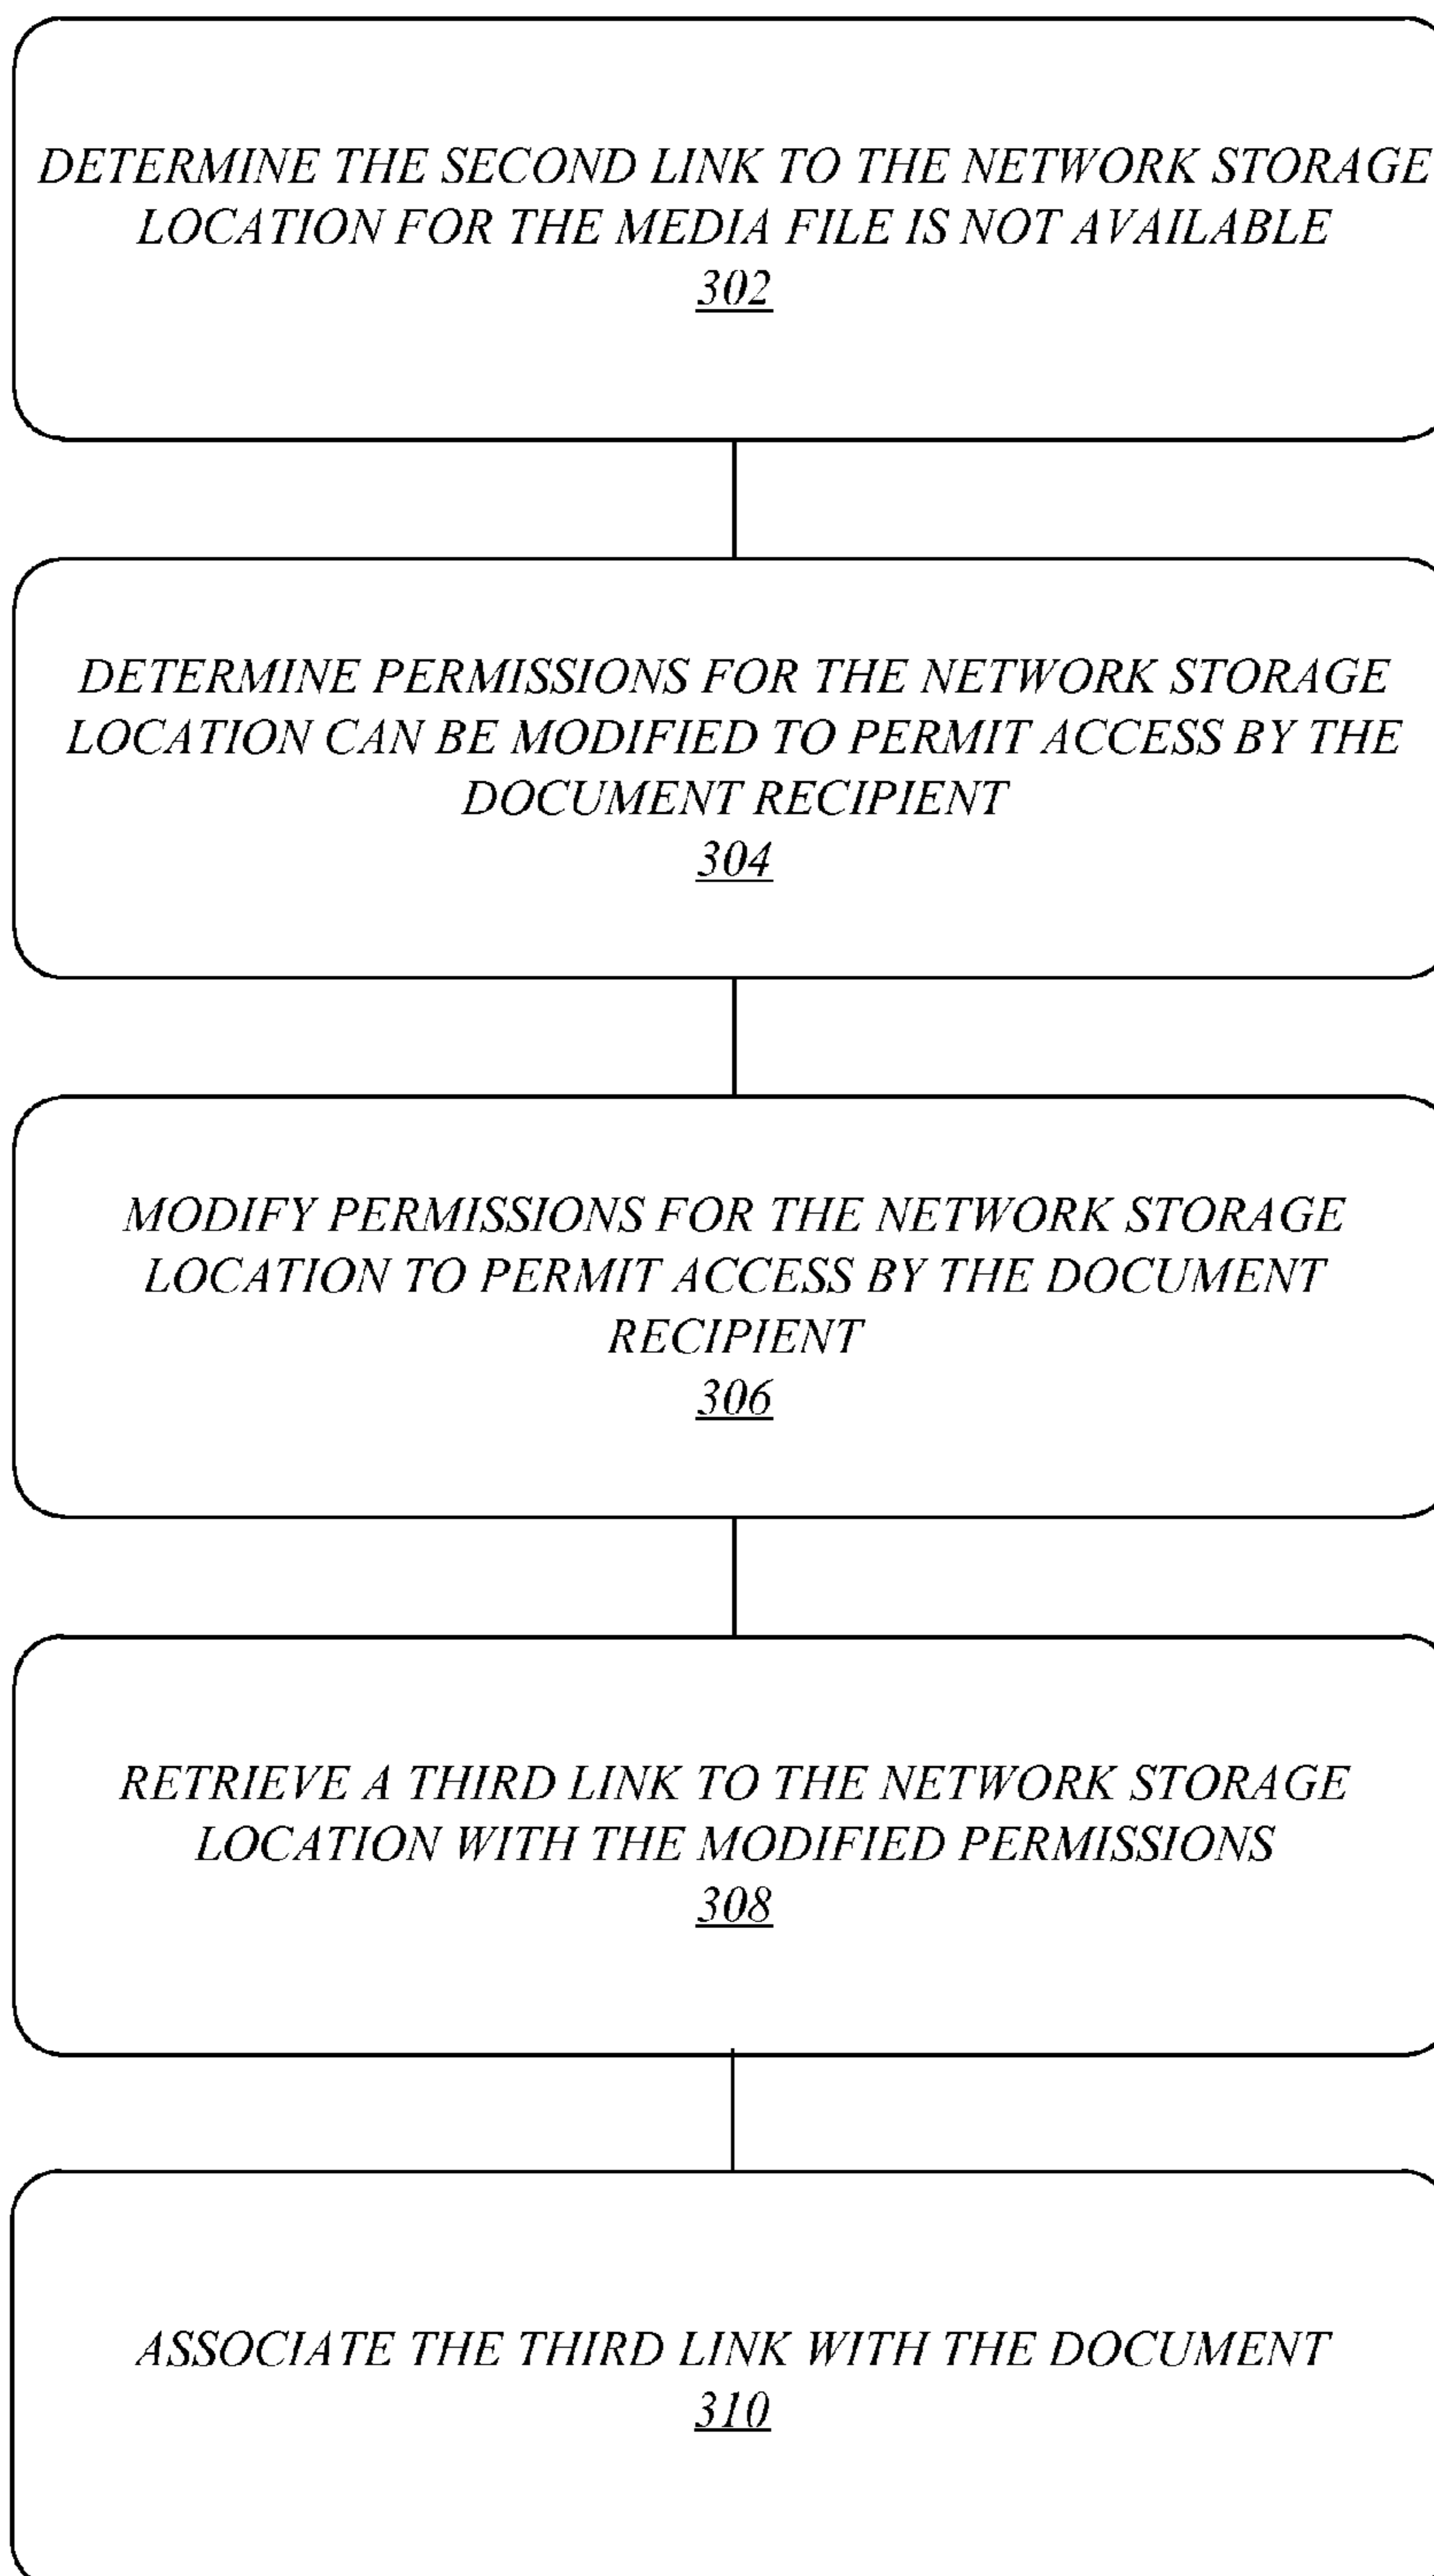 DETERMINE THE SECOND LINK TO THE NETWORK STORAGE
LOCATION FOR THE MEDIA FILE IS NOT AVAILABLE
302
DETERMINE PERMISSIONS FOR THE NETWORK STORAGE
LOCATION CAN BE MODIFIED TO PERMIT ACCESS BY THE
DOCUMENT RECIPIENT
304
MODIFY PERMISSIONS FOR THE NETWORK STORAGE
LOCATION TO PERMIT ACCESS BY THE DOCUMENT
RECIPIENT
306
RETRIEVE A THIRD LINK TO THE NETWORK STORAGE
LOCATION WITH THE MODIFIED PERMISSIONS
308
ASSOCIATE THE THIRD LINK WITH THE DOCUMENT
310